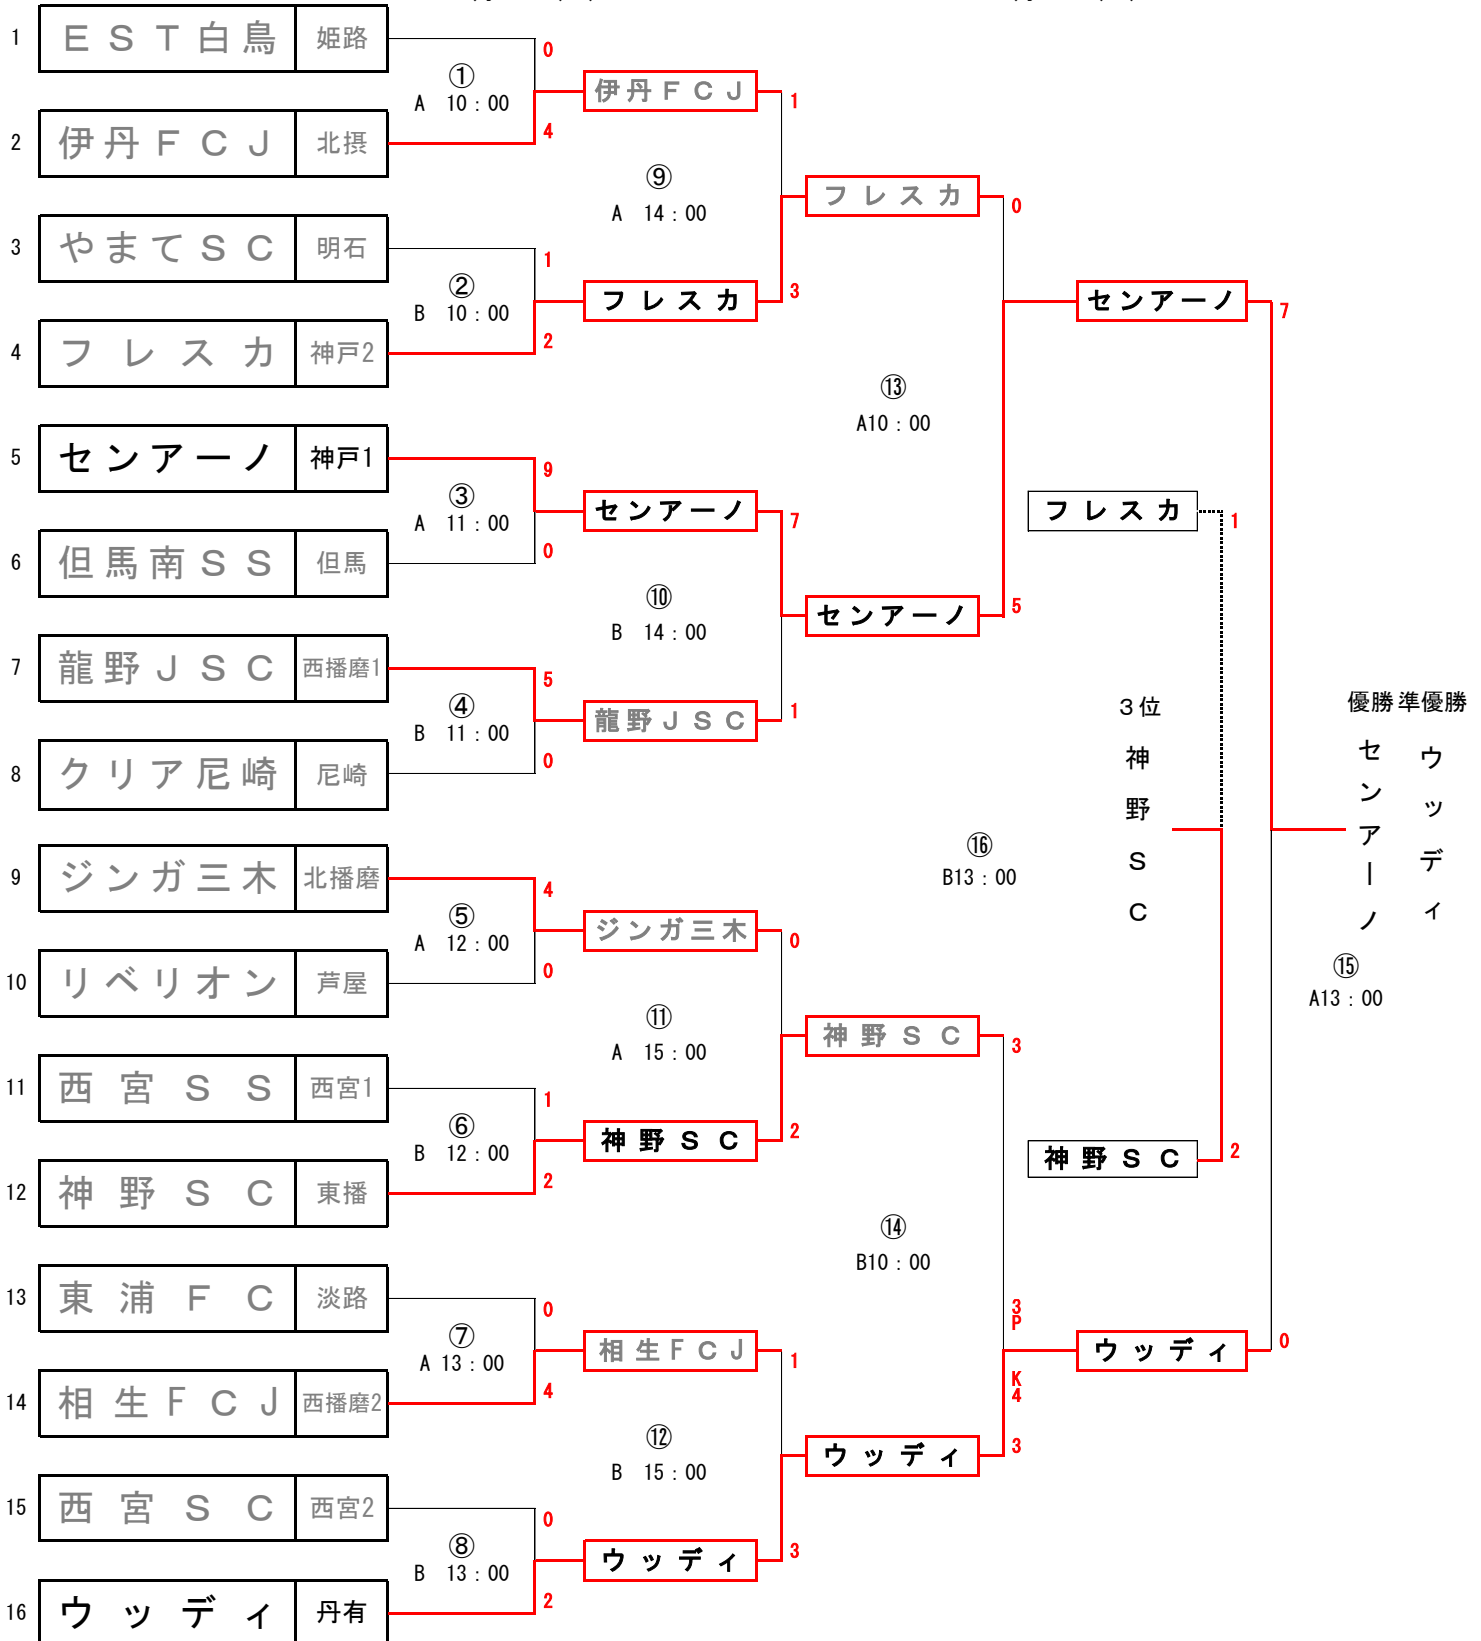 1 ＥＳＴ白鳥 姫路
0
① 
A 10：00
伊丹ＦＣＪ 1
2 伊丹ＦＣＪ 北摂
4
⑨
A 14：00
フレスカ 0
3 やまてＳＣ 明石
1
②
B 10：00
フレスカ 3
センアーノ 7
4 フレスカ 神戸2
2
⑬
A10：00
5 センアーノ 神戸1
9
③
A 11：00
センアーノ 7
フレスカ 1
6 但馬南ＳＳ 但馬
0
⑩
B 14：00
センアーノ 5
7 龍野ＪＳＣ 西播磨1
5
④
B 11：00
龍野ＪＳＣ 1
8 クリア尼崎 尼崎
0
３位
神野ＳＣ
優勝
センアーノ
準優勝
ウッディ
⑯
B13：00
9 ジンガ三木 北播磨
4
⑤
A 12：00
ジンガ三木 0
10 リベリオン 芦屋
0
⑮
A13：00
⑪
A 15：00
神野ＳＣ 3
11 西宮ＳＳ 西宮1
1
⑥
B 12：00
神野ＳＣ 2
神野ＳＣ 2
12 神野ＳＣ 東播
2
⑭
B10：00
13 東浦ＦＣ 淡路
0
⑦
A 13：00
相生ＦＣＪ 1
3PK4
ウッディ 0
14 相生ＦＣＪ 西播磨2
4
⑫
B 15：00
ウッディ 3
15 西宮ＳＣ 西宮2
0
⑧
B 13：00
ウッディ 3
16 ウッディ 丹有
2